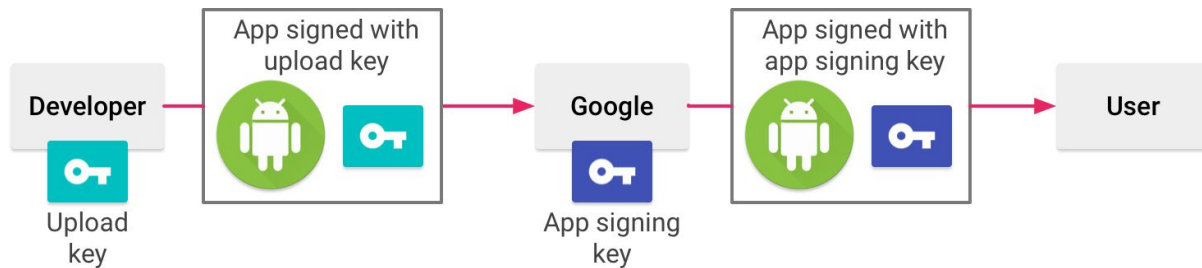 App signed with
upload key
App signed with
app signing key
Developer
Google
User
Upload
key
App signing
key